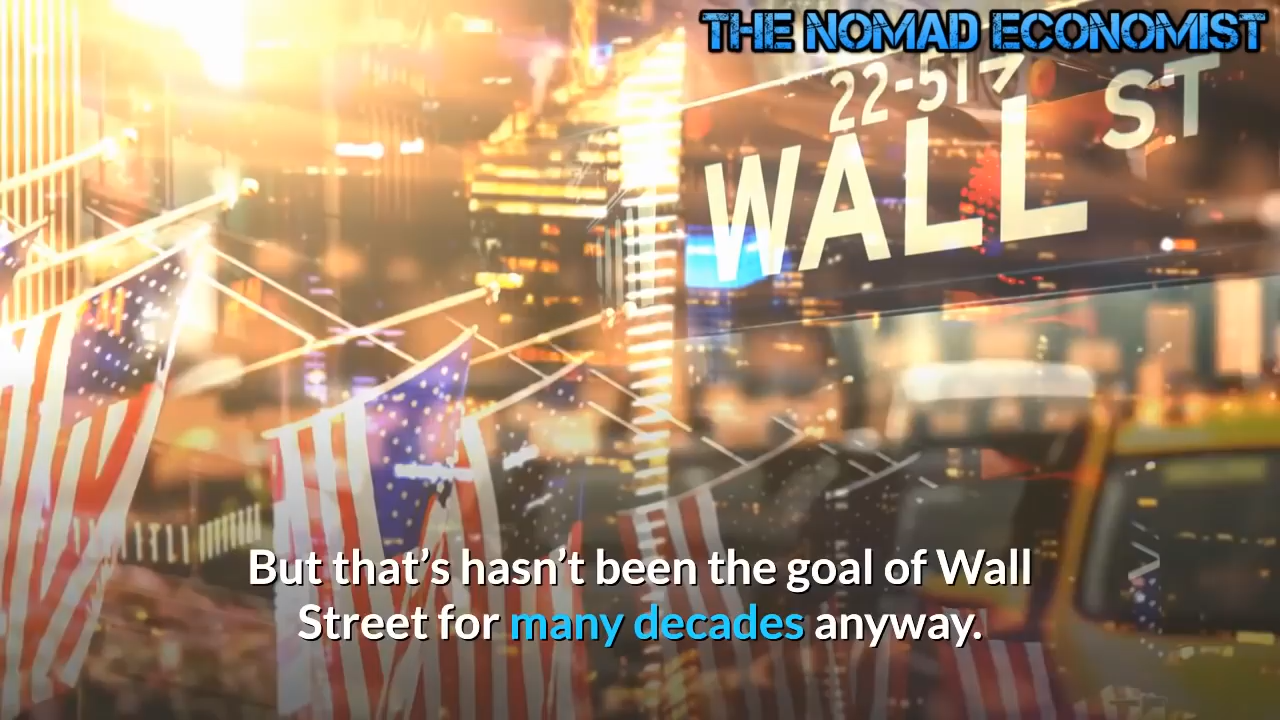 THE NOMAD ECONOMIST
22-51
WALL ST
But that's hasn't been the goal of Wall
Street for many decades anyway.